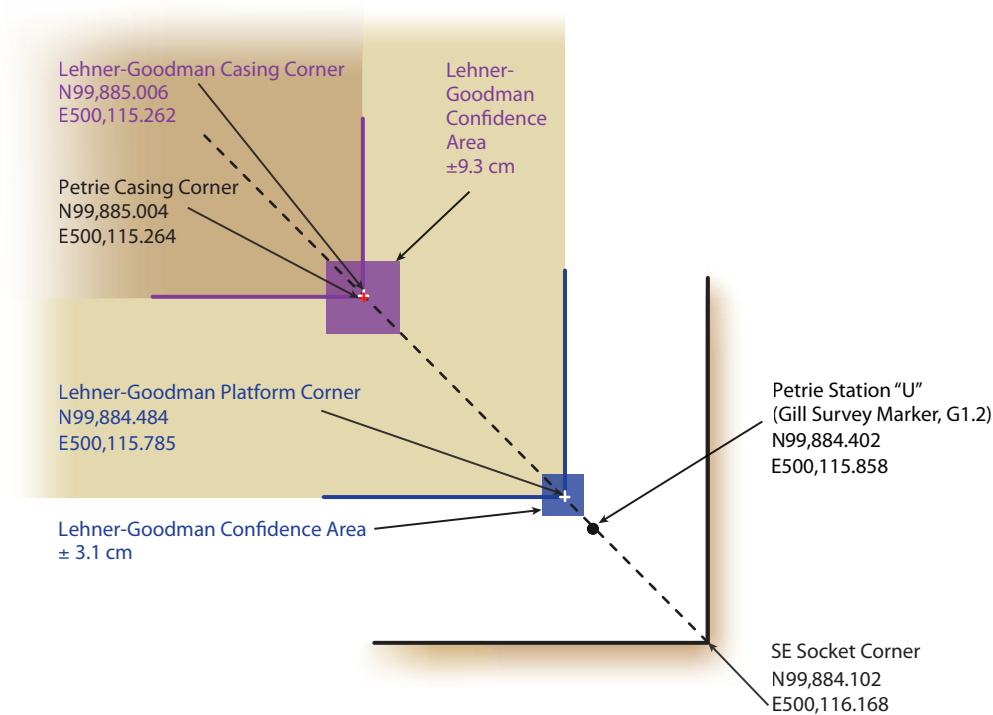 Lehner-Goodman Casing Corner
N99,885.006
E500,115.262
Lehner-
Goodman
Confidence
Area
±9.3 cm
Petrie Casing Corner
N99,885.004
E500,115.264
Lehner-Goodman Platform Corner
N99,884.484
E500,115.785
Petrie Station “U”
(Gill Survey Marker, G1.2)
N99,884.402
E500,115.858
Lehner-Goodman Confidence Area
± 3.1 cm
SE Socket Corner
N99,884.102
E500,116.168